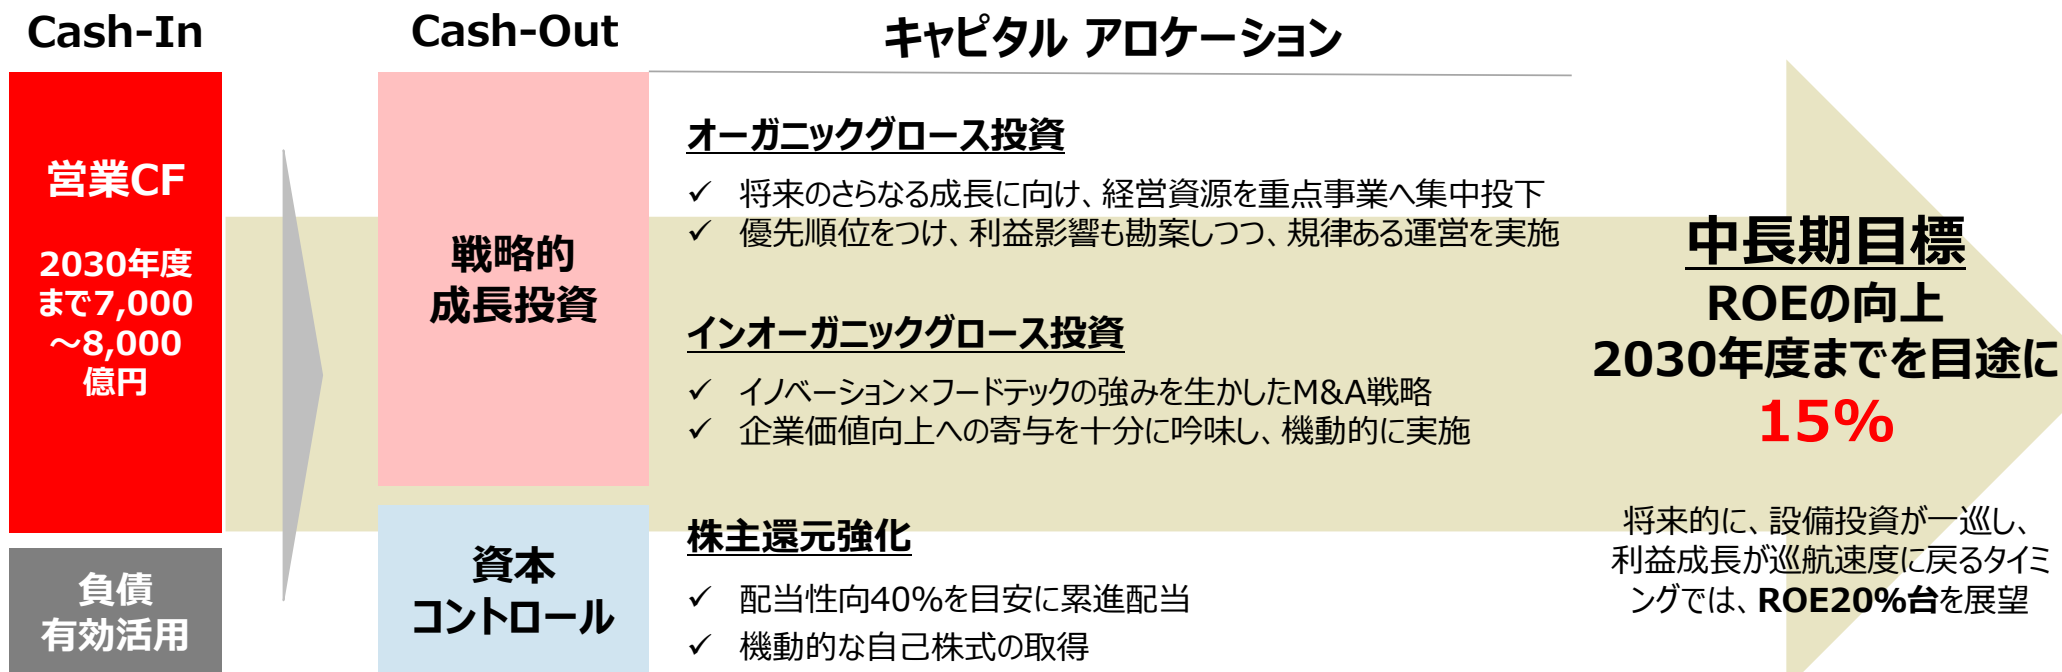 Cash-In
Cash-Out
キャピタル アロケーション
営業CF
2030年度
まで7,000
～8,000
億円
負債
有効活用
戦略的
成長投資
資本
コントロール
オーガニックグロース投資
✓ 将来のさらなる成長に向け、経営資源を重点事業へ集中投下
✓ 優先順位をつけ、利益影響も勘案しつつ、規律ある運営を実施
インオーガニックグロース投資
✓ イノベーション×フードテックの強みを生かしたM&A戦略
✓ 企業価値向上への寄与を十分に吟味し、機動的に実施
株主還元強化
✓ 配当性向40%を目安に累進配当
✓ 機動的な自己株式の取得
中長期目標
ROEの向上
2030年度までを目途に
15%
将来的に、設備投資が一巡し、
利益成長が巡航速度に戻るタイミ
ングでは、ROE20%台を展望